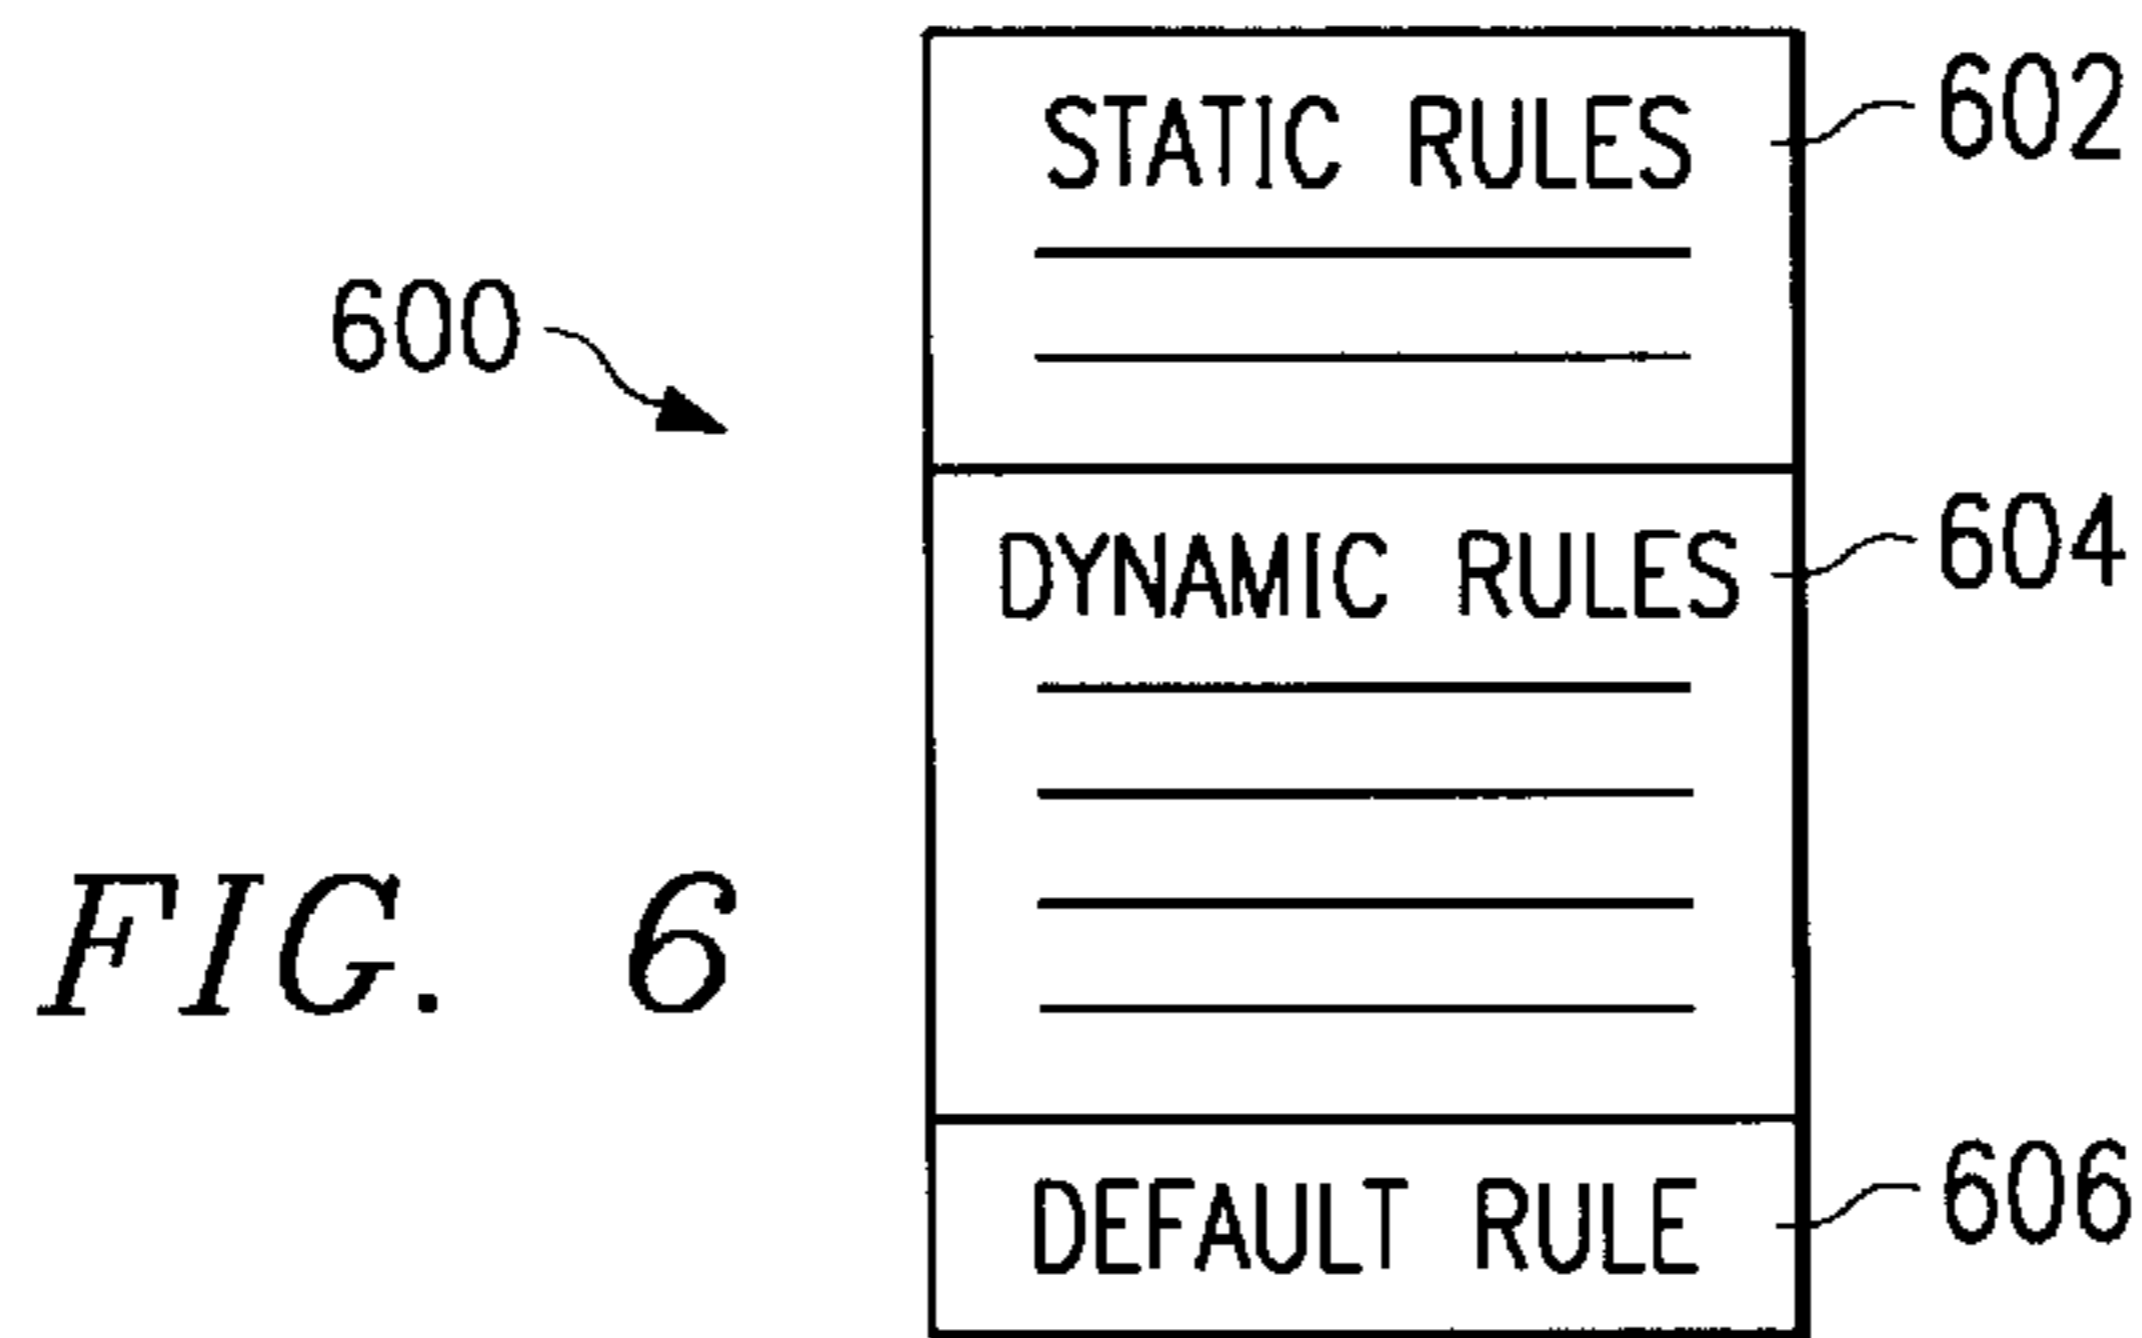 STATIC RULES
602
600
DYNAMIC RULES
604
FIG. 6
DEFAULT RULE
606